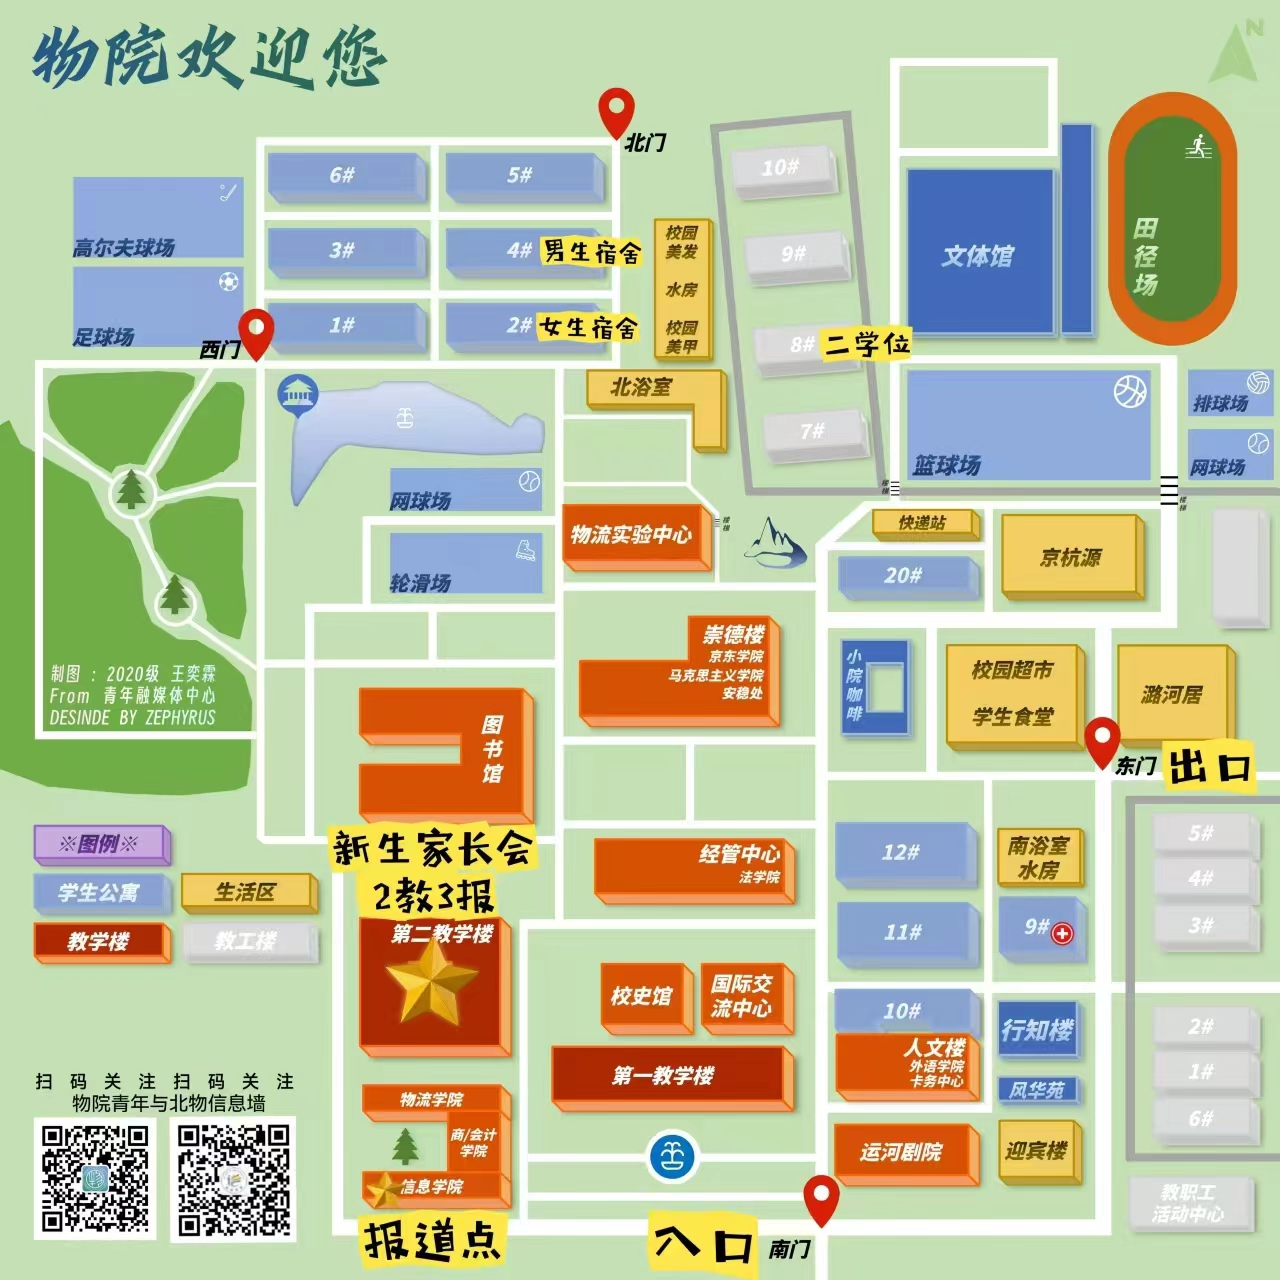 物院欢迎您
N
北门
6#
5#
10#
高尔夫球场
3#
4#
男生宿舍
校园
美发
水房
校园
美甲
9#
文体馆
田径场
足球场
西门
1#
2#
女生宿舍
8#
二学位
北浴室
7#
篮球场
排球场
网球场
网球场
楼梯
楼梯
物流实验中心
楼梯
快递站
京杭源
轮滑场
20#
崇德楼
京东学院
马克思主义学院
安稳处
小院咖啡
校园超市
学生食堂
潞河居
制图 : 2020级 王奕霖
From 青年融媒体中心
DESINDE BY ZEPHYRUS
图书馆
东门
出口
※图例※
学生公寓
生活区
教学楼
教工楼
新生家长会
2教3报
第二教学楼
经管中心
法学院
12#
南浴室
水房
5#
4#
3#
11#
9#
校史馆
国际交
流中心
10#
行知楼
人文楼
外语学院
卡务中心
2#
1#
6#
第一教学楼
风华苑
扫 码 关 注 扫 码 关 注
物院青年与北物信息墙
物流学院
商/会计
学院
信息学院
运河剧院
迎宾楼
教职工
活动中心
报道点
入口
南门